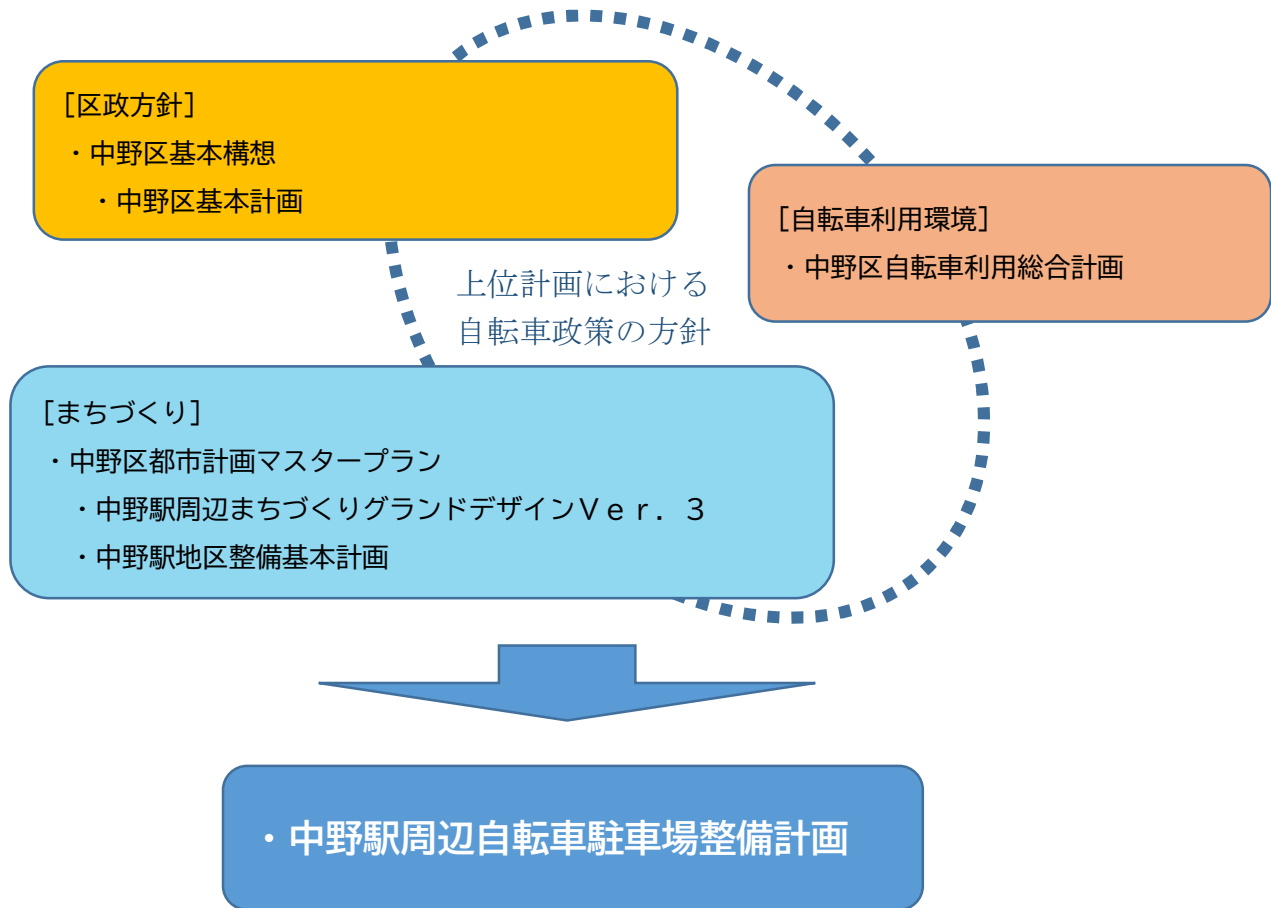 ［区政方針］
・中野区基本構想
・中野区基本計画
［自転車利用環境］
・中野区自転車利用総合計画
上位計画における
自転車政策の方針
［まちづくり］
・中野区都市計画マスタープラン
・中野駅周辺まちづくりグランドデザインＶｅｒ．３
・中野駅地区整備基本計画
・中野駅周辺自転車駐車場整備計画